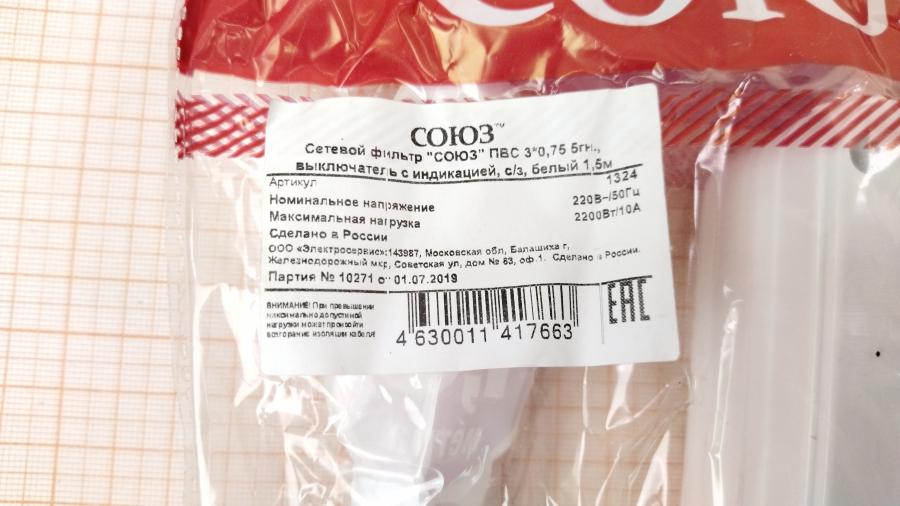 СОЮЗ™
Сетевой фильтр "СОЮЗ" ПВС 3*0,75 5гн.,
выключатель с индикацией, с/з, белый 1,5м
Артикул 1324
Номинальное напряжение 220В~/50Гц
Максимальная нагрузка 2200Вт/10А
Сделано в России
ООО «Электросервис»:143987, Московская обл, Балашиха г,
Железнодорожный мкр, Советская ул, дом № 63, оф.1. Сделано в России.
Партия № 10271 от 01.07.2019
ВНИМАНИЕ! При превышении
максимально допустимой
нагрузки может произойти
возгорание изоляции кабеля!
4 630011 417663
EAC